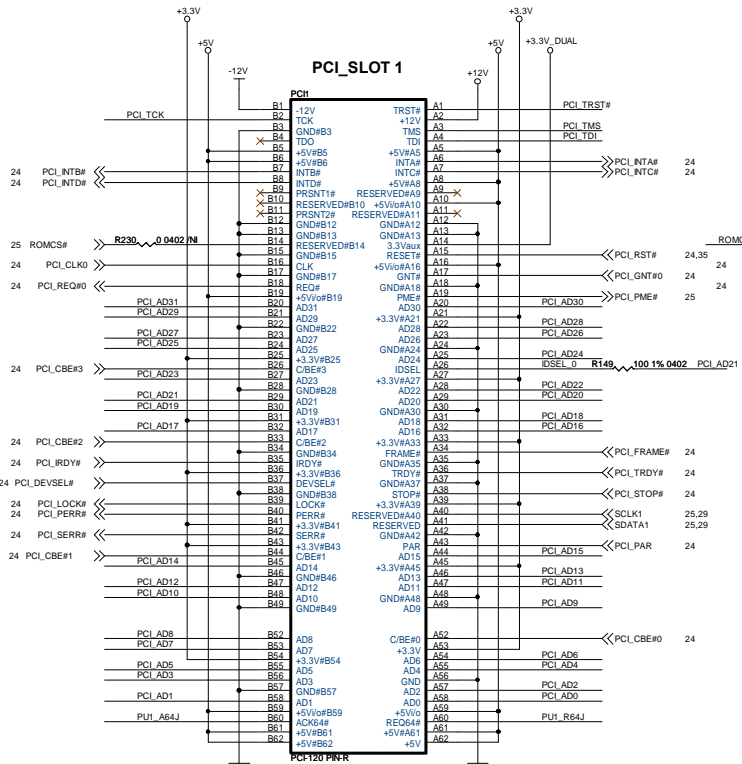 +3.3V +3.3V
+5V +5V +3.3V_DUAL
-12V PCI_SLOT 1 +12V
PCI1
B1 -12V TRST# A1 PCI_TRST#
PCI_TCK B2 TCK +12V A2
B3 GND#B3 TMS A3 PCI_TMS
B4 TDO TDI A4 PCI_TDI
B5 +5V#B5 +5V#A5 A5
B6 +5V#B6 INTA# A6 PCI_INTA# 24
24 PCI_INTB# B7 INTB# INTC# A7 PCI_INTC# 24
24 PCI_INTD# B8 INTD# +5V#A8 A8
B9 PRSNT1# RESERVED#A9 A9
B10 RESERVED#B10 +5Vi/o#A10 A10
B11 PRSNT2# RESERVED#A11 A11
B12 GND#B12 GND#A12 A12
B13 GND#B13 GND#A13 A13
25 ROMCS# R230 0 0402 /NI B14 RESERVED#B14 3.3Vaux A14 ROMC
B15 GND#B15 RESET# A15 PCI_RST# 24,35
24 PCI_CLK0 B16 CLK +5Vi/o#A16 A16 24
B17 GND#B17 GNT# A17 PCI_GNT#0 24
24 PCI_REQ#0 B18 REQ# GND#A18 A18 24
B19 +5Vi/o#B19 PME# A19 PCI_PME# 25
PCI_AD31 B20 AD31 AD30 A20 PCI_AD30
PCI_AD29 B21 AD29 +3.3V#A21 A21
B22 GND#B22 AD28 A22 PCI_AD28
PCI_AD27 B23 AD27 AD26 A23 PCI_AD26
PCI_AD25 B24 AD25 GND#A24 A24
B25 +3.3V#B25 AD24 A25 PCI_AD24
24 PCI_CBE#3 B26 C/BE#3 IDSEL A26 IDSEL_0 R149 100 1% 0402 PCI_AD21
PCI_AD23 B27 AD23 +3.3V#A27 A27
B28 GND#B28 AD22 A28 PCI_AD22
PCI_AD21 B29 AD21 AD20 A29 PCI_AD20
PCI_AD19 B30 AD19 GND#A30 A30
B31 +3.3V#B31 AD18 A31 PCI_AD18
PCI_AD17 B32 AD17 AD16 A32 PCI_AD16
24 PCI_CBE#2 B33 C/BE#2 +3.3V#A33 A33
B34 GND#B34 FRAME# A34 PCI_FRAME# 24
24 PCI_IRDY# B35 IRDY# GND#A35 A35
B36 +3.3V#B36 TRDY# A36 PCI_TRDY# 24
24 PCI_DEVSEL# B37 DEVSEL# GND#A37 A37
B38 GND#B38 STOP# A38 PCI_STOP# 24
24 PCI_LOCK# B39 LOCK# +3.3V#A39 A39
24 PCI_PERR# B40 PERR# RESERVED#A40 A40 SCLK1 25,29
B41 +3.3V#B41 RESERVED A41 SDATA1 25,29
24 PCI_SERR# B42 SERR# GND#A42 A42
B43 +3.3V#B43 PAR A43 PCI_PAR 24
24 PCI_CBE#1 B44 C/BE#1 AD15 A44 PCI_AD15
PCI_AD14 B45 AD14 +3.3V#A45 A45
B46 GND#B46 AD13 A46 PCI_AD13
PCI_AD12 B47 AD12 AD11 A47 PCI_AD11
PCI_AD10 B48 AD10 GND#A48 A48
B49 GND#B49 AD9 A49 PCI_AD9
PCI_AD8 B52 AD8 C/BE#0 A52 PCI_CBE#0 24
PCI_AD7 B53 AD7 +3.3V A53
B54 +3.3V#B54 AD6 A54 PCI_AD6
PCI_AD5 B55 AD5 AD4 A55 PCI_AD4
PCI_AD3 B56 AD3 GND A56
B57 GND#B57 AD2 A57 PCI_AD2
PCI_AD1 B58 AD1 AD0 A58 PCI_AD0
B59 +5Vi/o#B59 +5Vi/o A59
PU1_A64J B60 ACK64# REQ64# A60 PU1_R64J
B61 +5V#B61 +5V#A61 A61
B62 +5V#B62 +5V A62
PCI-120 PIN-R